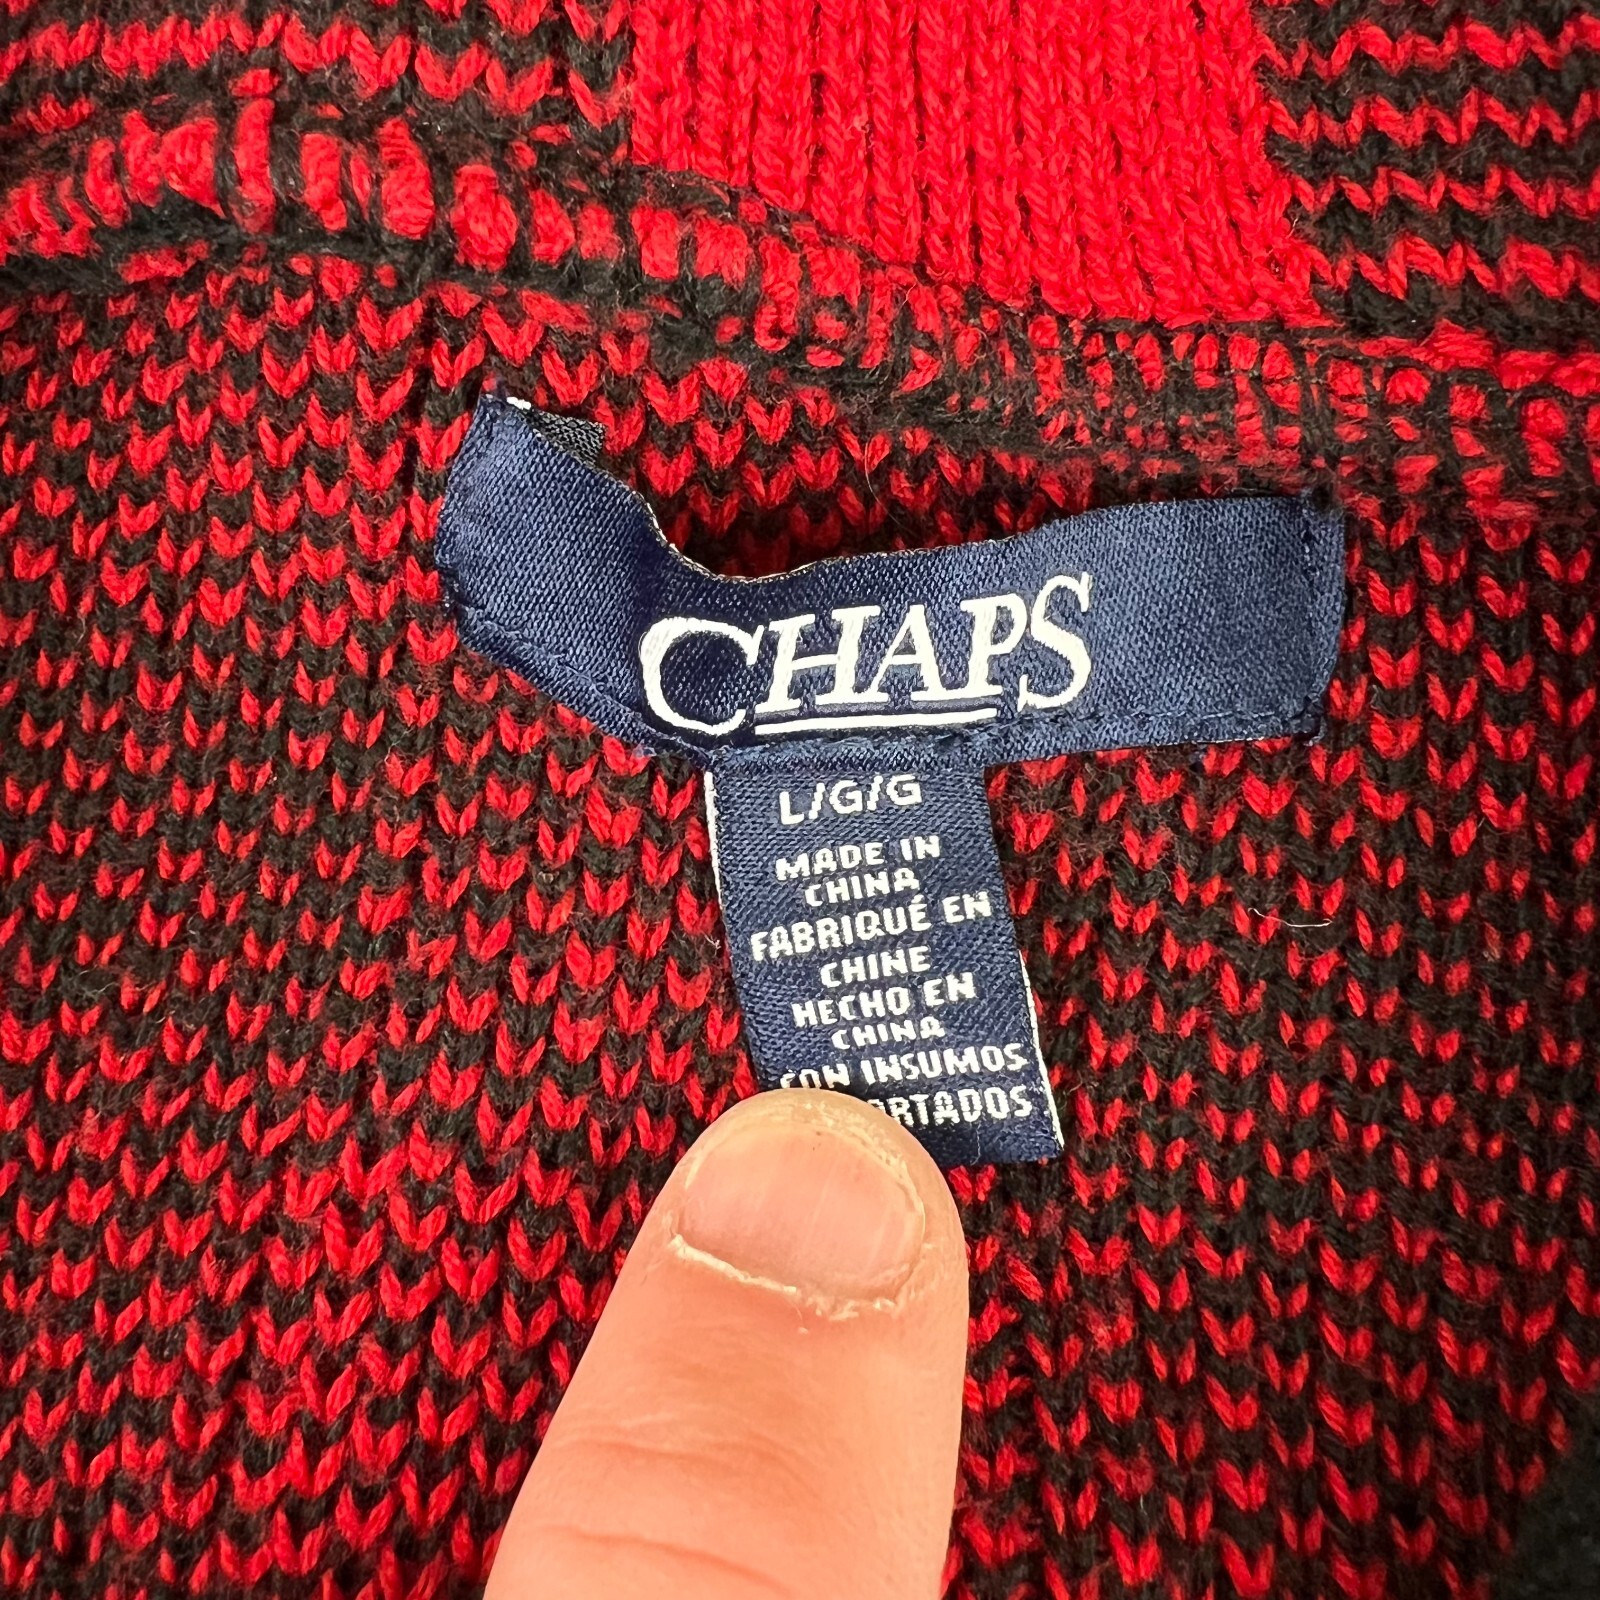 CHAPS
L/G/G
MADE IN
CHINA
FABRIQUÉ EN
CHINE
HECHO EN
CHINA
CON INSUMOS